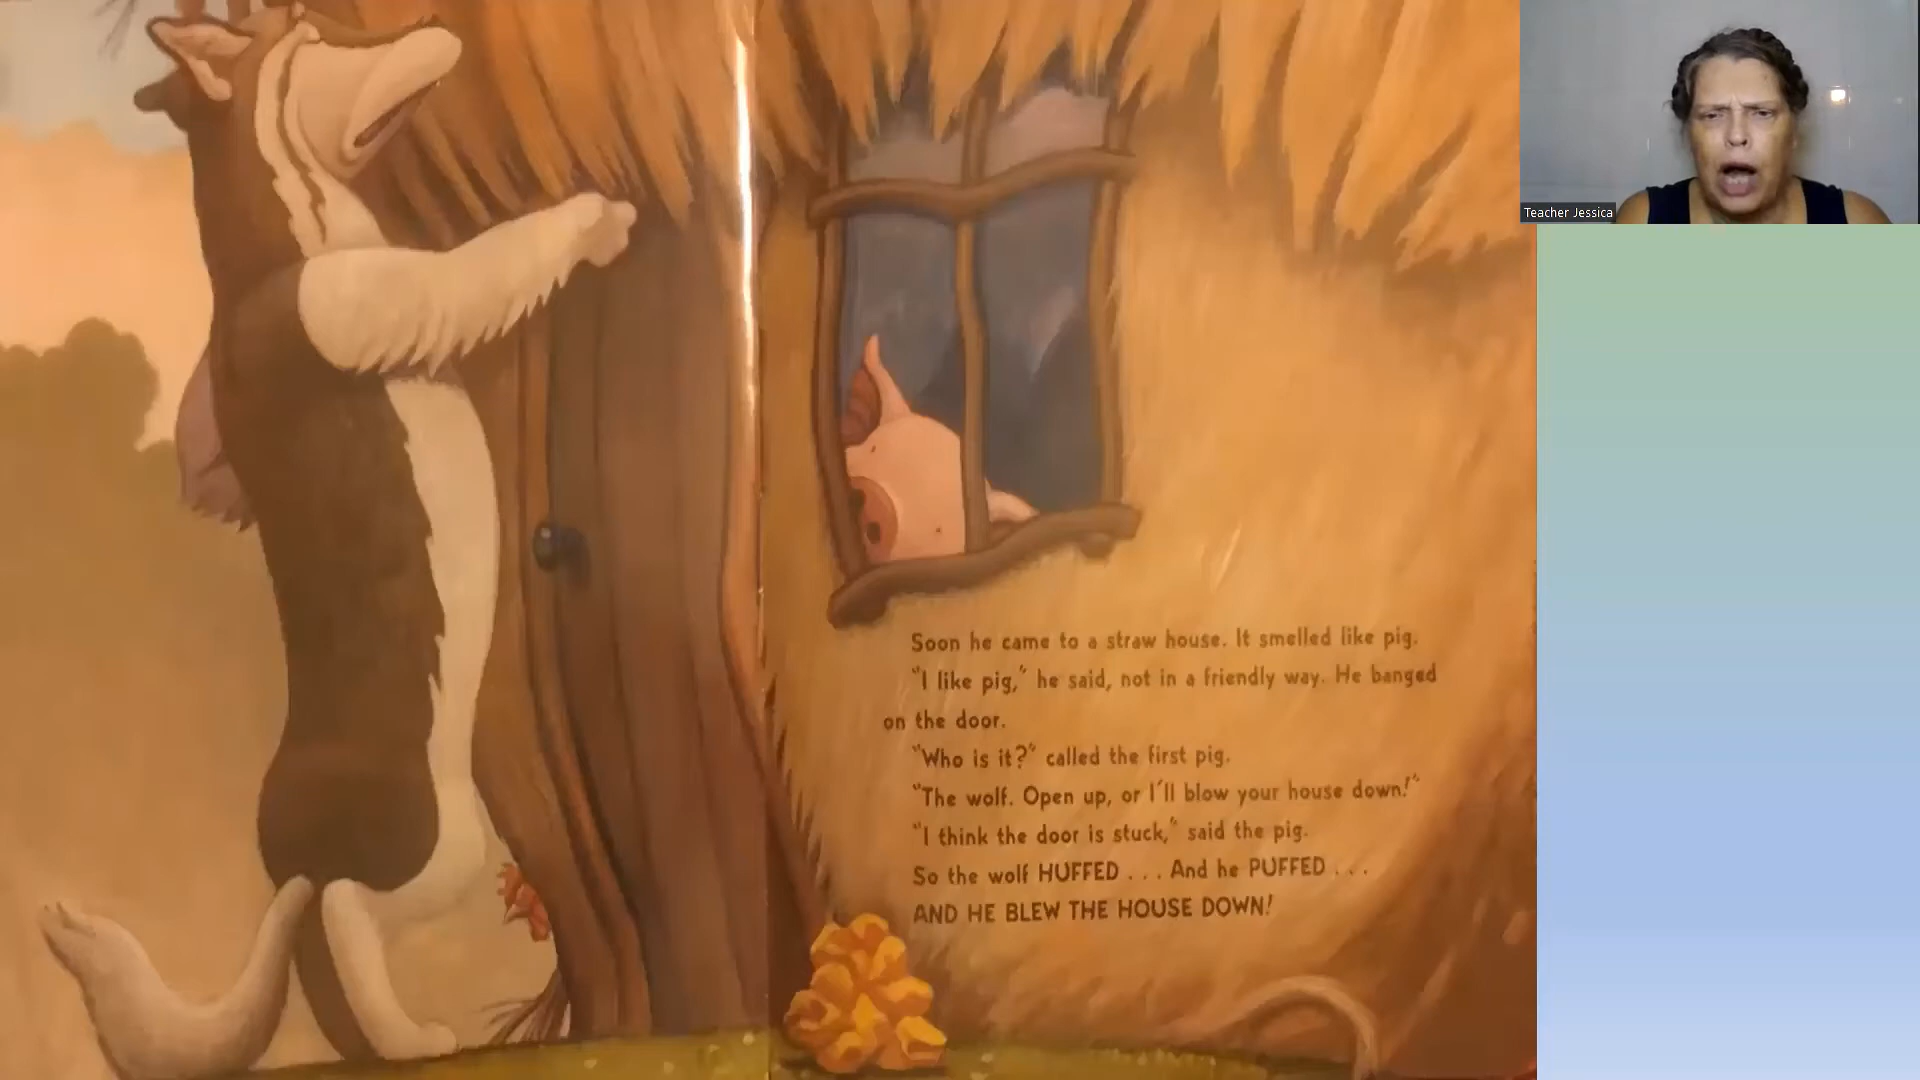 Teacher Jessica
Soon he came to a straw house. It smelled like pig.
"I like pig," he said, not in a friendly way. He banged
on the door.
"Who is it?" called the first pig.
"The wolf. Open up, or I'll blow your house down!"
"I think the door is stuck," said the pig.
So the wolf HUFFED . . . And he PUFFED . . .
AND HE BLEW THE HOUSE DOWN!